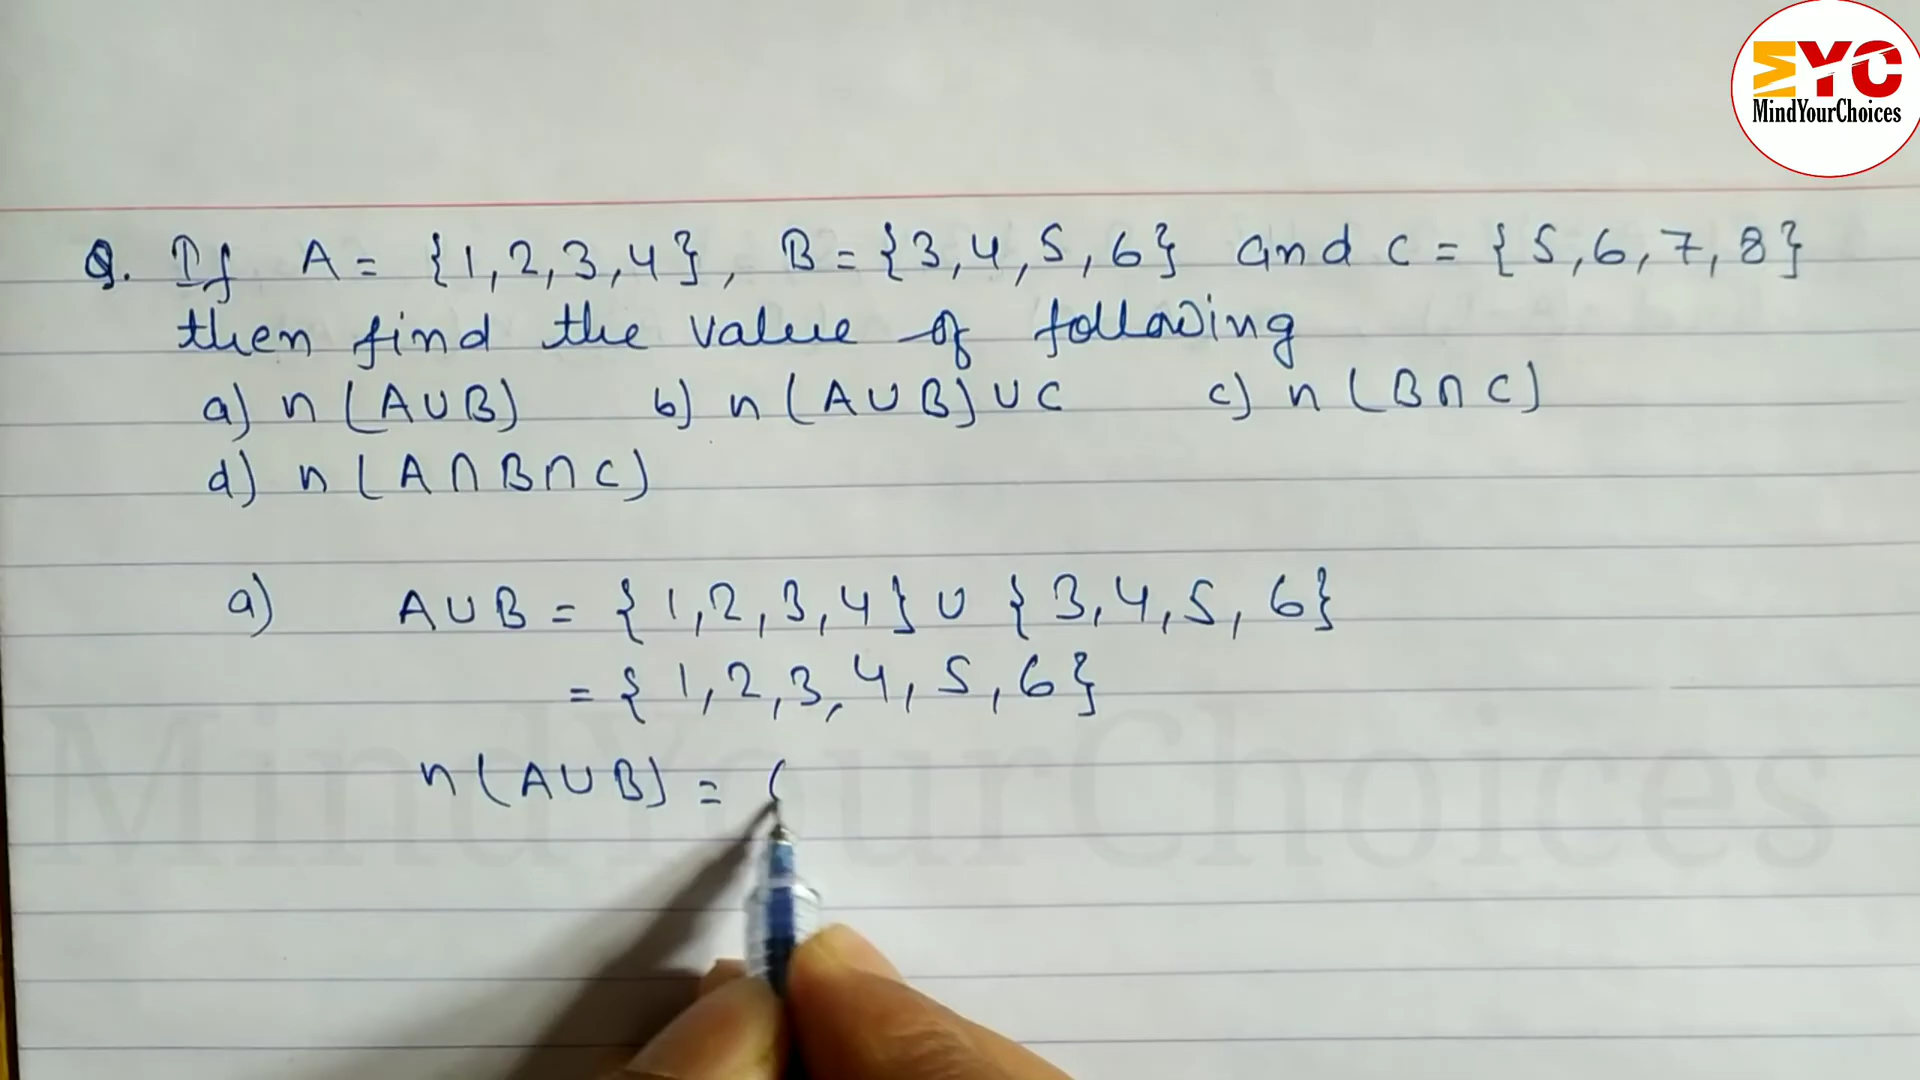 MYC
MindYourChoices
Q. If A = {1,2,3,4}, B = {3,4,5,6} and C = {5,6,7,8}
then find the value of following
a) n (A∪B) b) n (A∪B)∪C c) n (B∩C)
d) n (A∩B∩C)
a) A∪B = {1,2,3,4} ∪ {3,4,5,6}
= {1,2,3,4,5,6}
n(A∪B) = (
MindYourChoices